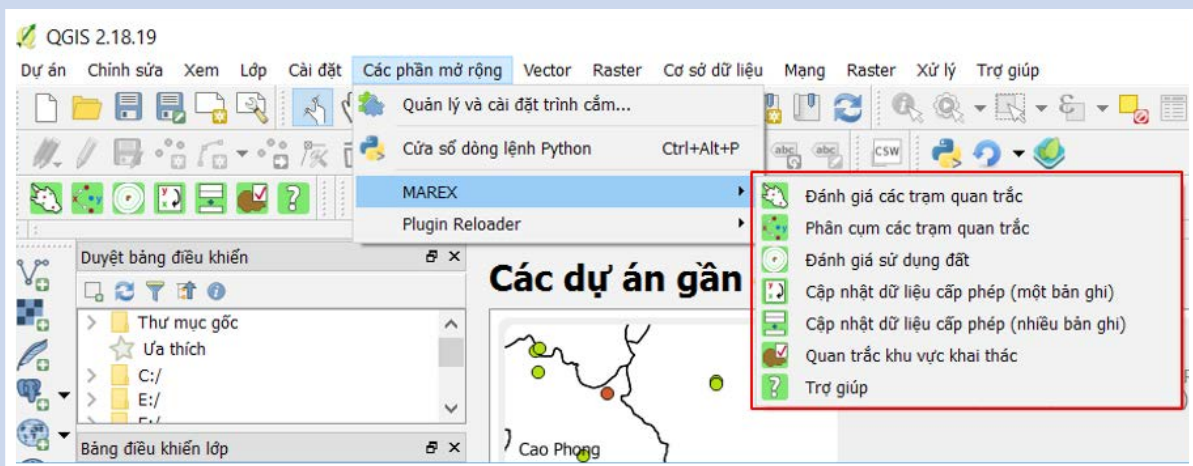 QGIS 2.18.19
Dự án Chỉnh sửa Xem Lớp Cài đặt Các phần mở rộng Vector Raster Cơ sở dữ liệu Mạng Raster Xử lý Trợ giúp
Quản lý và cài đặt trình cắm...
Cửa sổ dòng lệnh Python Ctrl+Alt+P
abc abc CSW
MAREX
Plugin Reloader
Đánh giá các trạm quan trắc
Phân cụm các trạm quan trắc
Đánh giá sử dụng đất
Cập nhật dữ liệu cấp phép (một bản ghi)
Cập nhật dữ liệu cấp phép (nhiều bản ghi)
Quan trắc khu vực khai thác
Trợ giúp
Duyệt bảng điều khiển
Các dự án gần
Thư mục gốc
Ưa thích
C:/
E:/
Bảng điều khiển lớp
Cao Phong